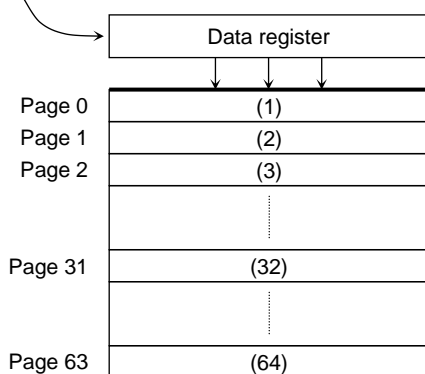 Data register
Page 0 (1)
Page 1 (2)
Page 2 (3)
Page 31 (32)
Page 63 (64)